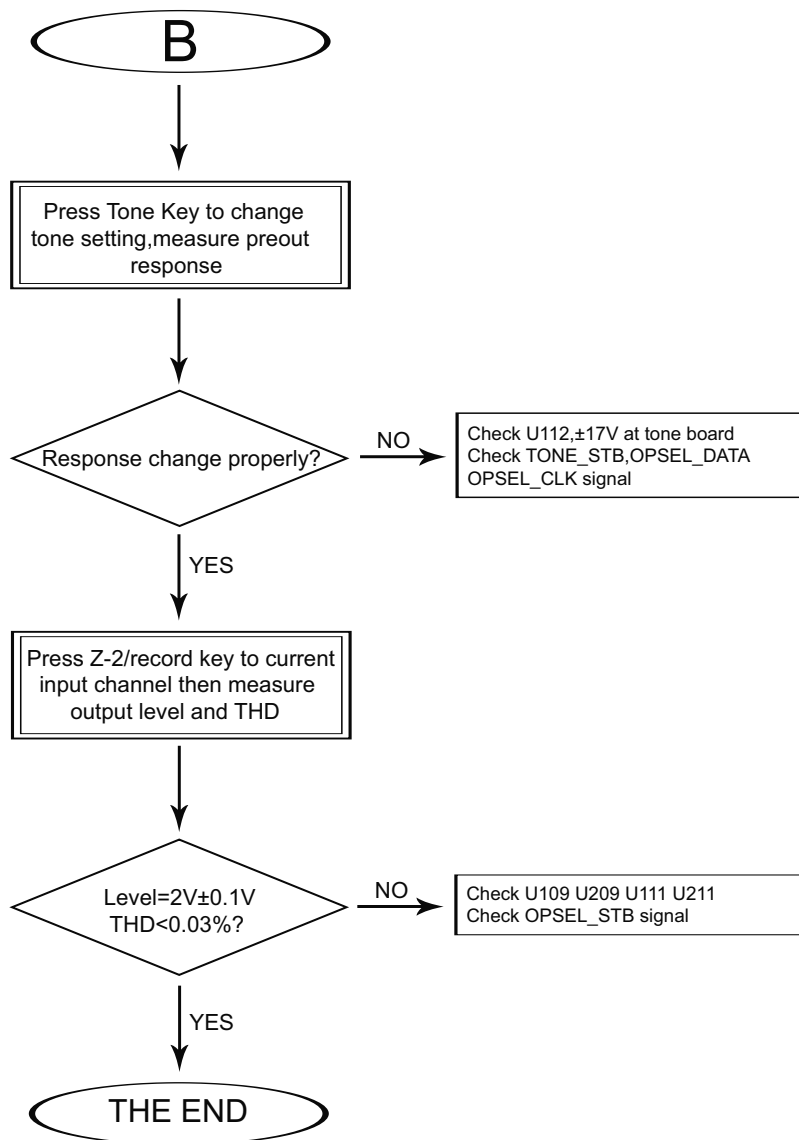 B
Press Tone Key to change
tone setting,measure preout
response
Response change properly?
NO
Check U112,±17V at tone board
Check TONE_STB,OPSEL_DATA
OPSEL_CLK signal
YES
Press Z-2/record key to current
input channel then measure
output level and THD
Level=2V±0.1V
THD<0.03%?
NO
Check U109 U209 U111 U211
Check OPSEL_STB signal
YES
THE END